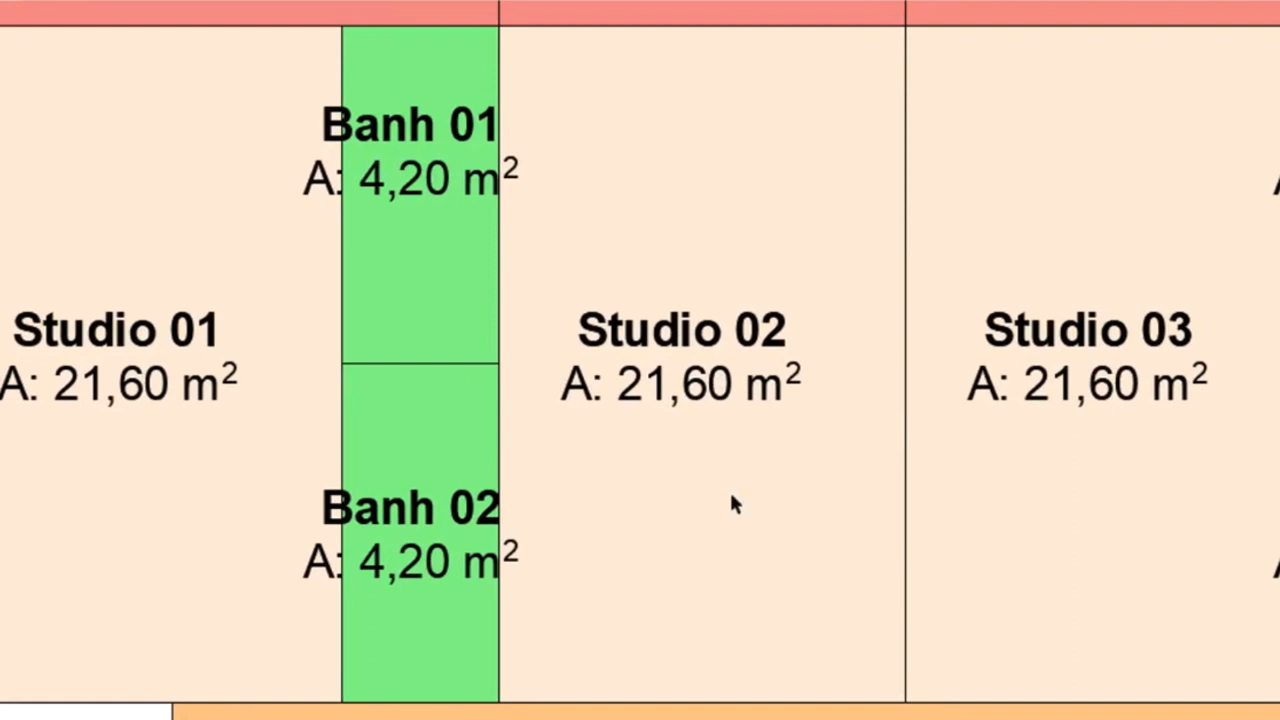 Banh 01
A: 4,20 m²
Studio 01
A: 21,60 m²
Studio 02
A: 21,60 m²
Studio 03
A: 21,60 m²
Banh 02
A: 4,20 m²